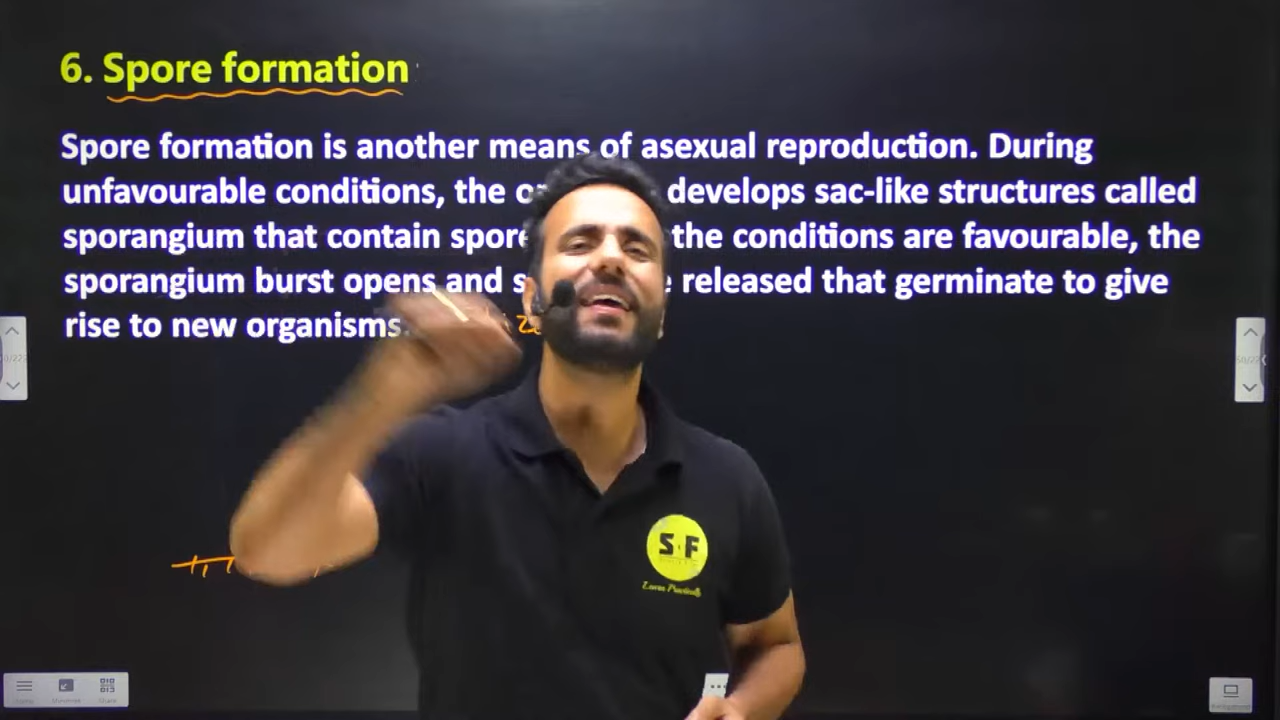 6. Spore formation
Spore formation is another means of asexual reproduction. During
unfavourable conditions, the develops sac-like structures called
sporangium that contain the conditions are favourable, the
sporangium burst opens and released that germinate to give
rise to new organisms.
S F
Learn Practically